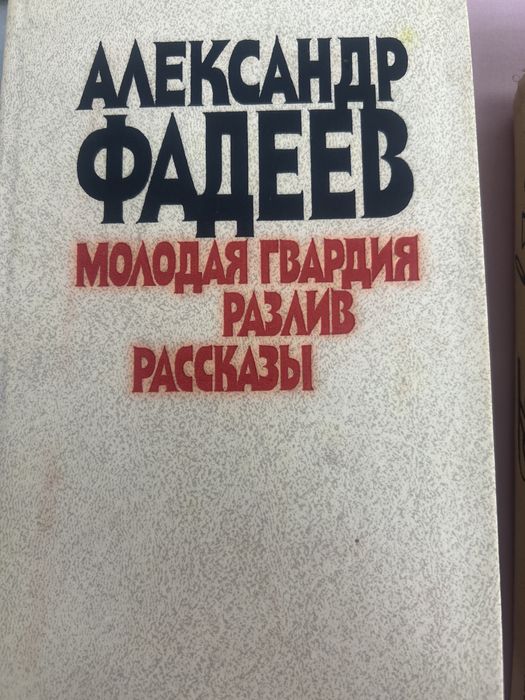 АЛЕКСАНДР
ФАДЕЕВ
МОЛОДАЯ ГВАРДИЯ
РАЗЛИВ
РАССКАЗЫ